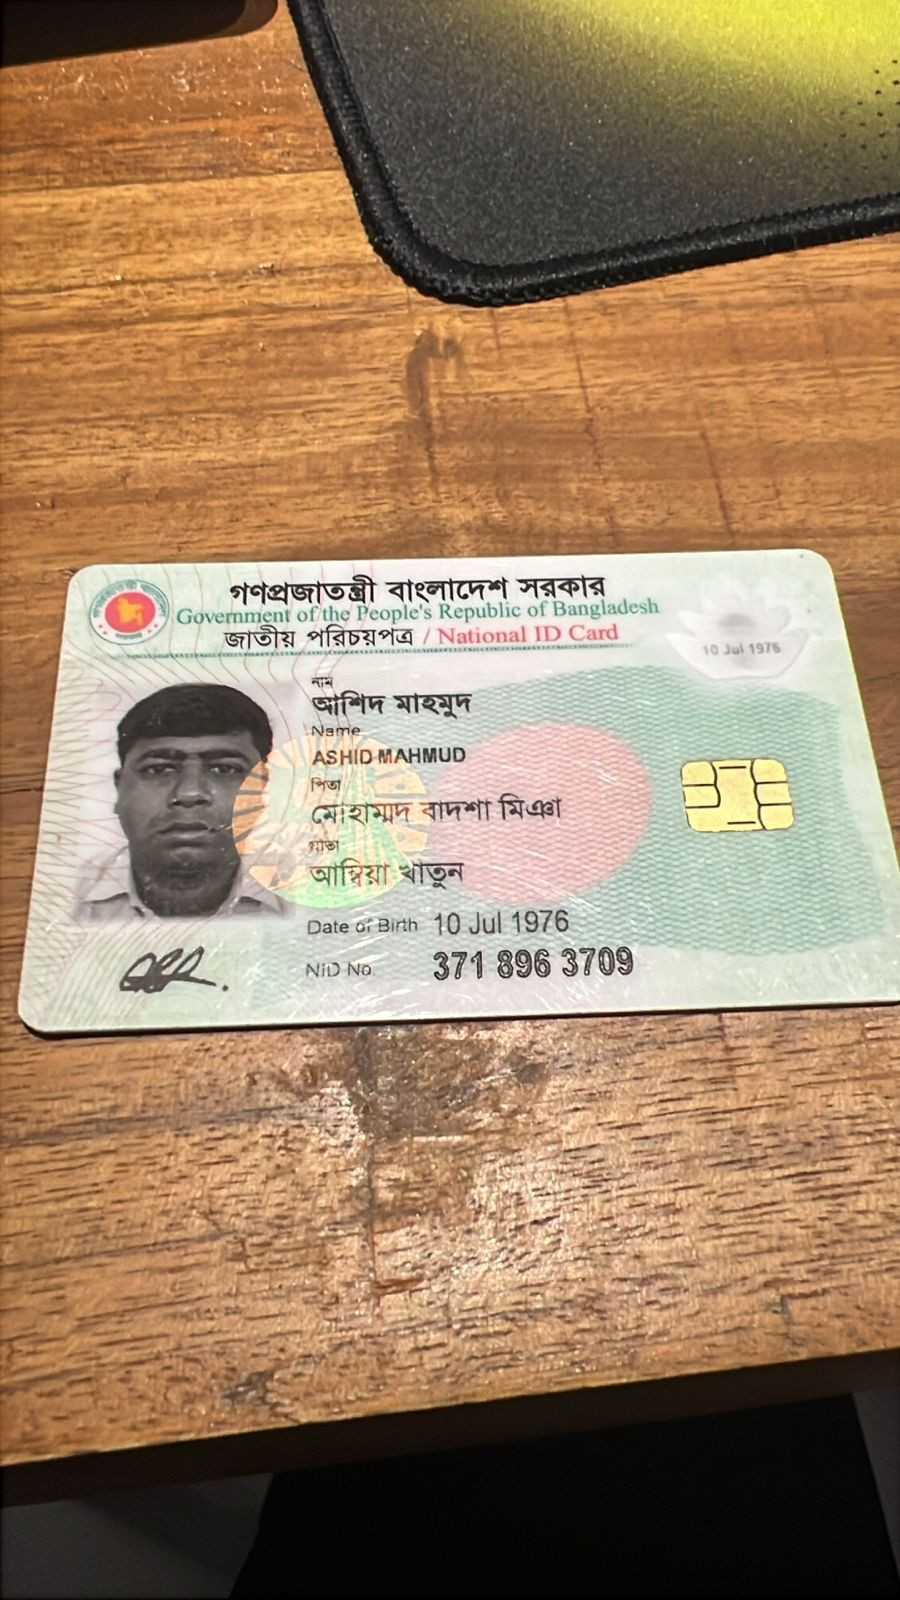 গণপ্রজাতন্ত্রী বাংলাদেশ সরকার
Government of the People's Republic of Bangladesh
জাতীয় পরিচয়পত্র / National ID Card
10 Jul 1976
নাম
আশিদ মাহমুদ
Name
ASHID MAHMUD
পিতা
মোহাম্মদ বাদশা মিঞা
মাতা
আম্বিয়া খাতুন
Date of Birth 10 Jul 1976
NID No. 371 896 3709